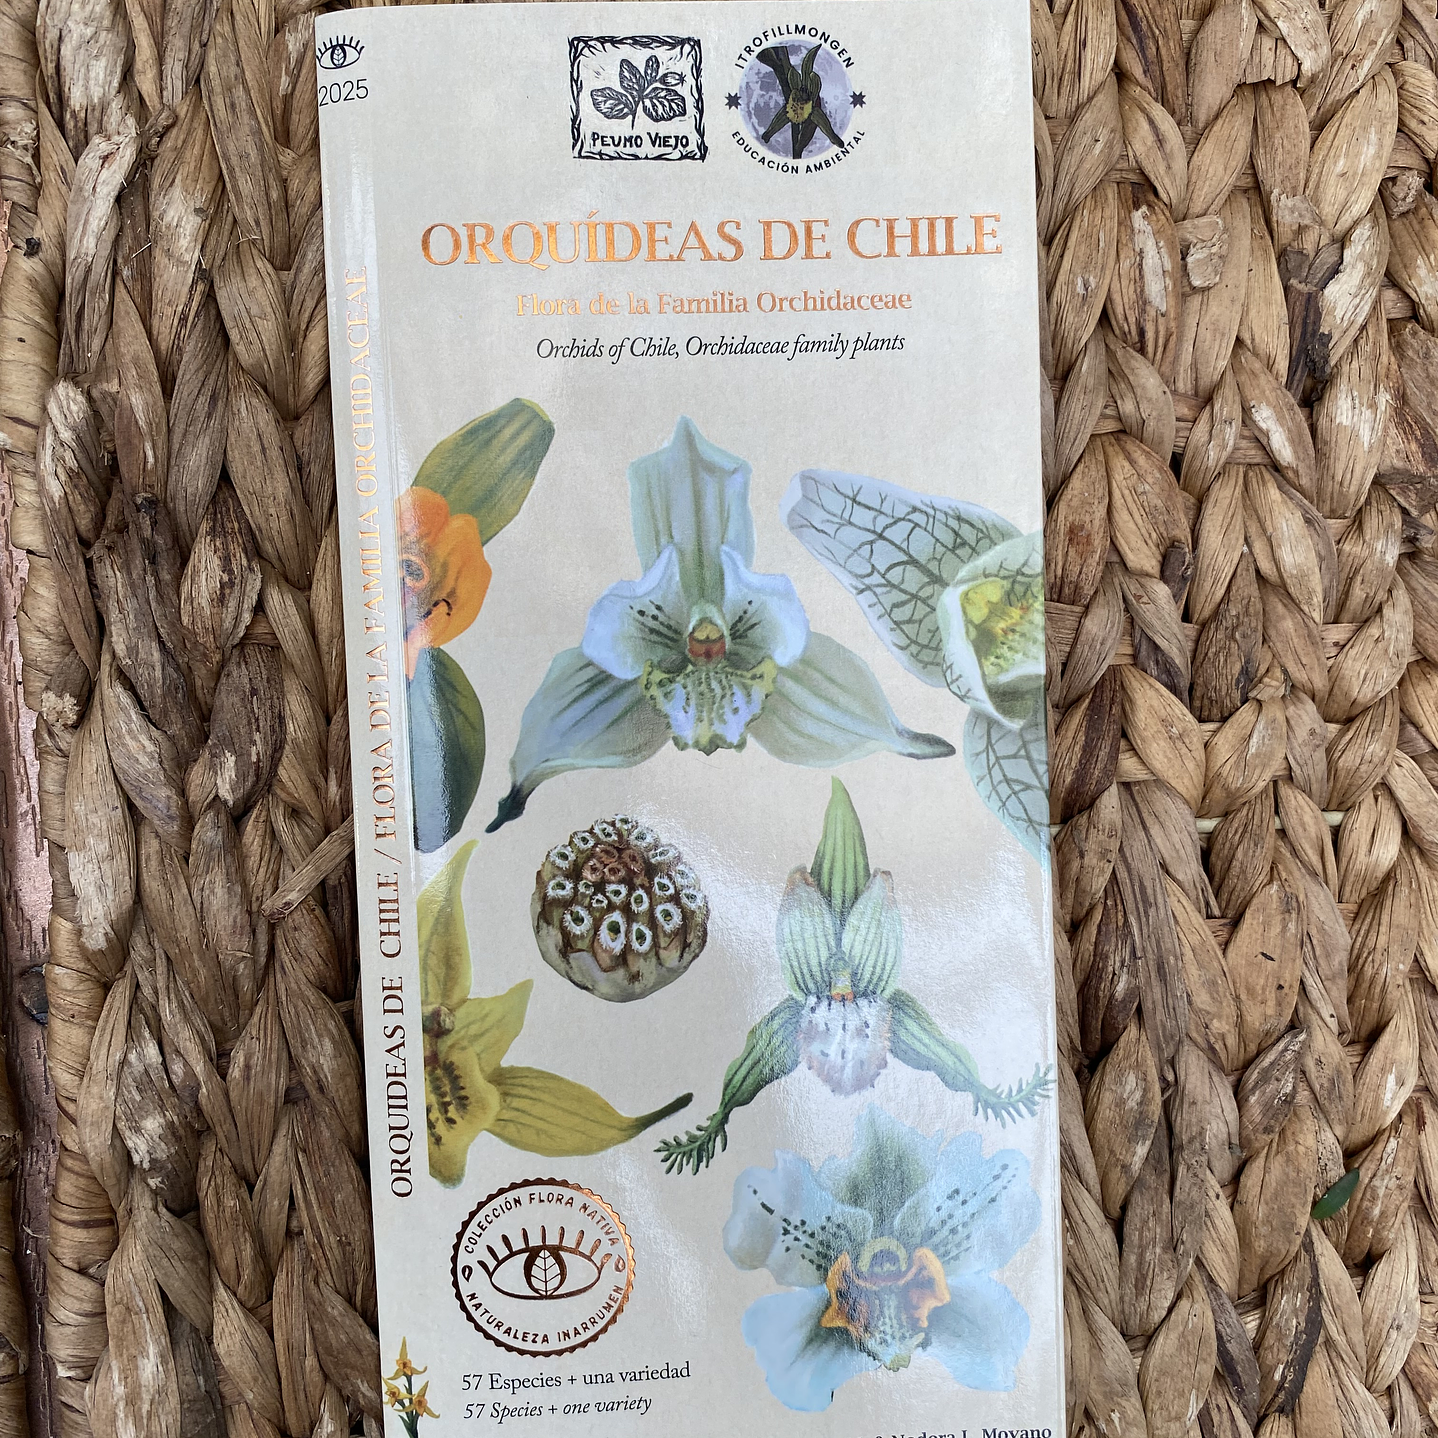 2025
PEUMO VIEJO
ITROFILLMONGEN
EDUCACIÓN AMBIENTAL
ORQUÍDEAS DE CHILE
Flora de la Familia Orchidaceae
Orchids of Chile, Orchidaceae family plants
ORQUIDEAS DE CHILE / FLORA DE LA FAMILIA ORCHIDACEAE
COLECCIÓN FLORA NATIVA
NATURALEZA INARRUMEN
57 Especies + una variedad
57 Species + one variety
L. Moyano